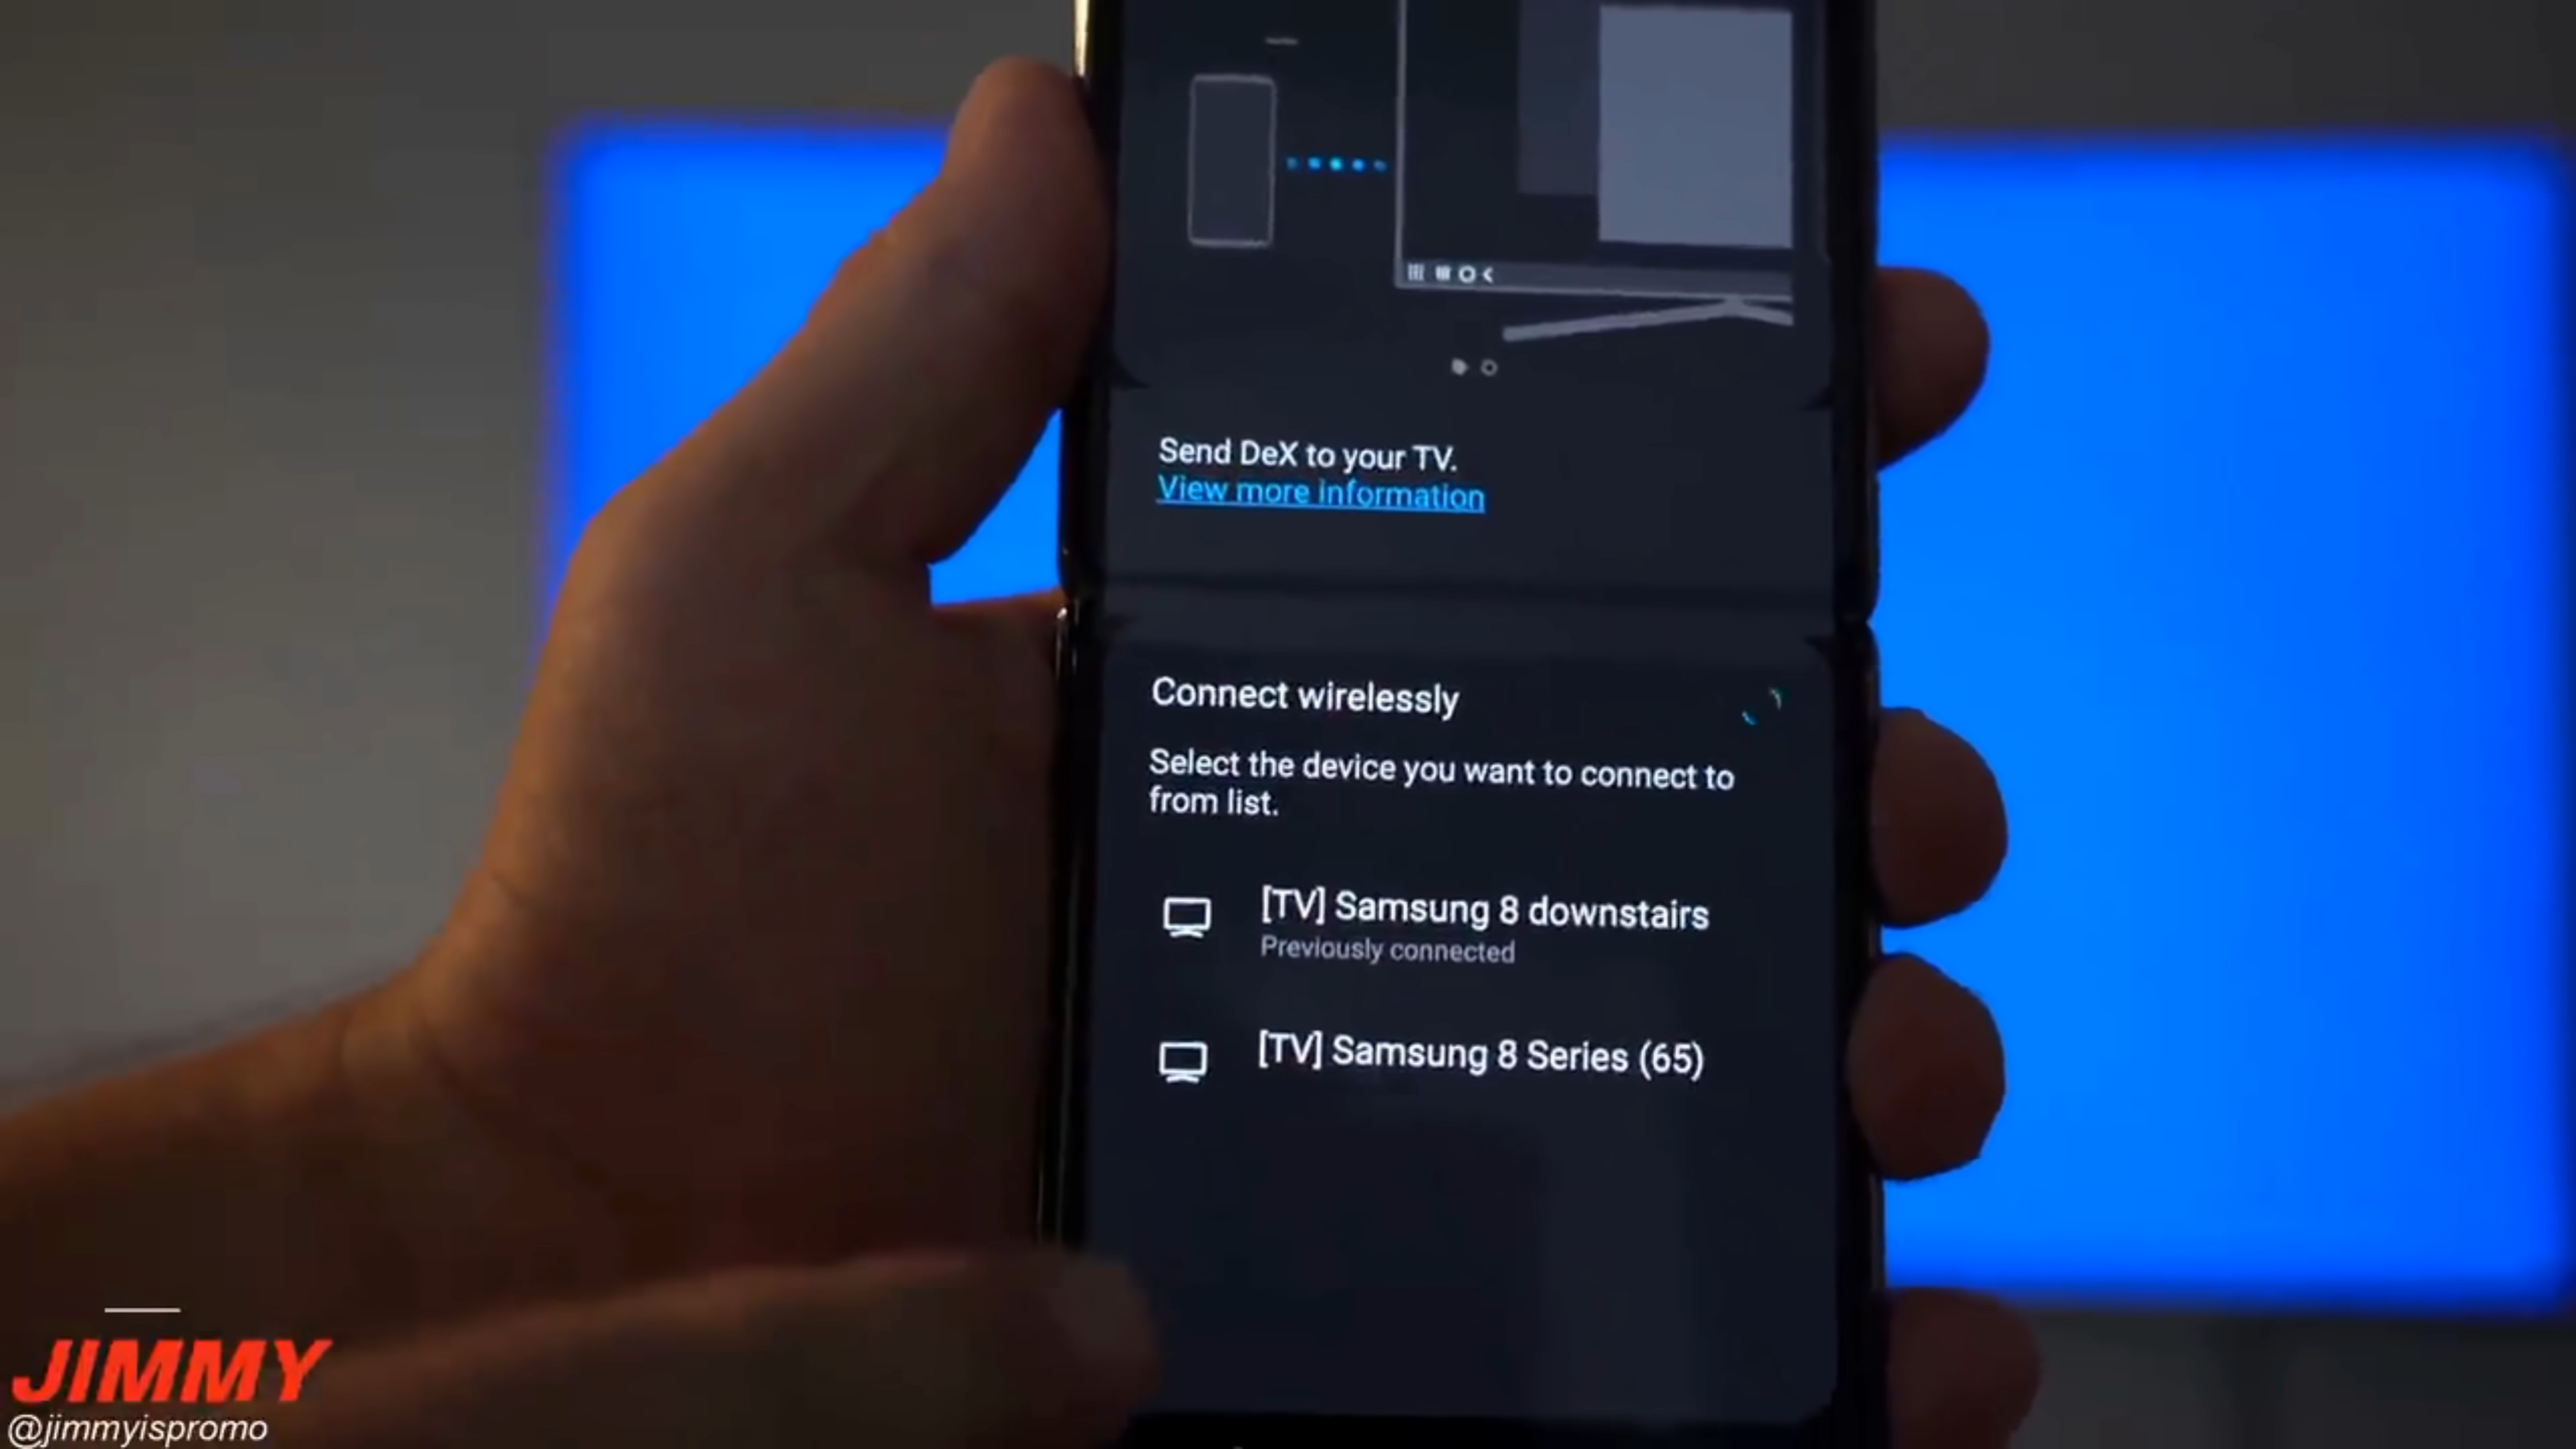 Send DeX to your TV.
View more information
Connect wirelessly
Select the device you want to connect to
from list.
[TV] Samsung 8 downstairs
Previously connected
[TV] Samsung 8 Series (65)
JIMMY
@jimmyispromo